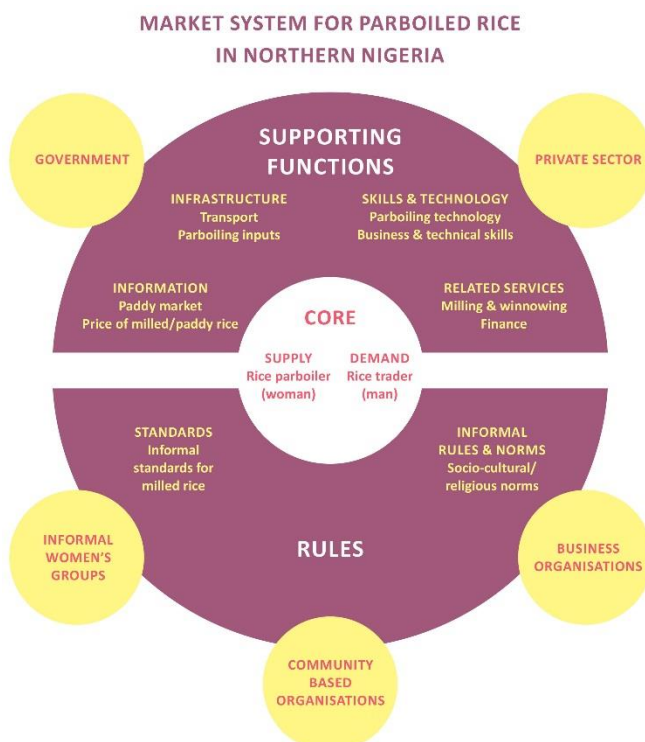 MARKET SYSTEM FOR PARBOILED RICE
IN NORTHERN NIGERIA
GOVERNMENT
SUPPORTING
FUNCTIONS
PRIVATE SECTOR
INFRASTRUCTURE
Transport
Parboiling inputs
SKILLS & TECHNOLOGY
Parboiling technology
Business & technical skills
INFORMATION
Paddy market
Price of milled/paddy rice
RELATED SERVICES
Milling & winnowing
Finance
CORE
SUPPLY
Rice parboiler
(woman)
DEMAND
Rice trader
(man)
STANDARDS
Informal
standards for
milled rice
INFORMAL
RULES & NORMS
Socio-cultural/
religious norms
RULES
INFORMAL
WOMEN'S
GROUPS
BUSINESS
ORGANISATIONS
COMMUNITY
BASED
ORGANISATIONS